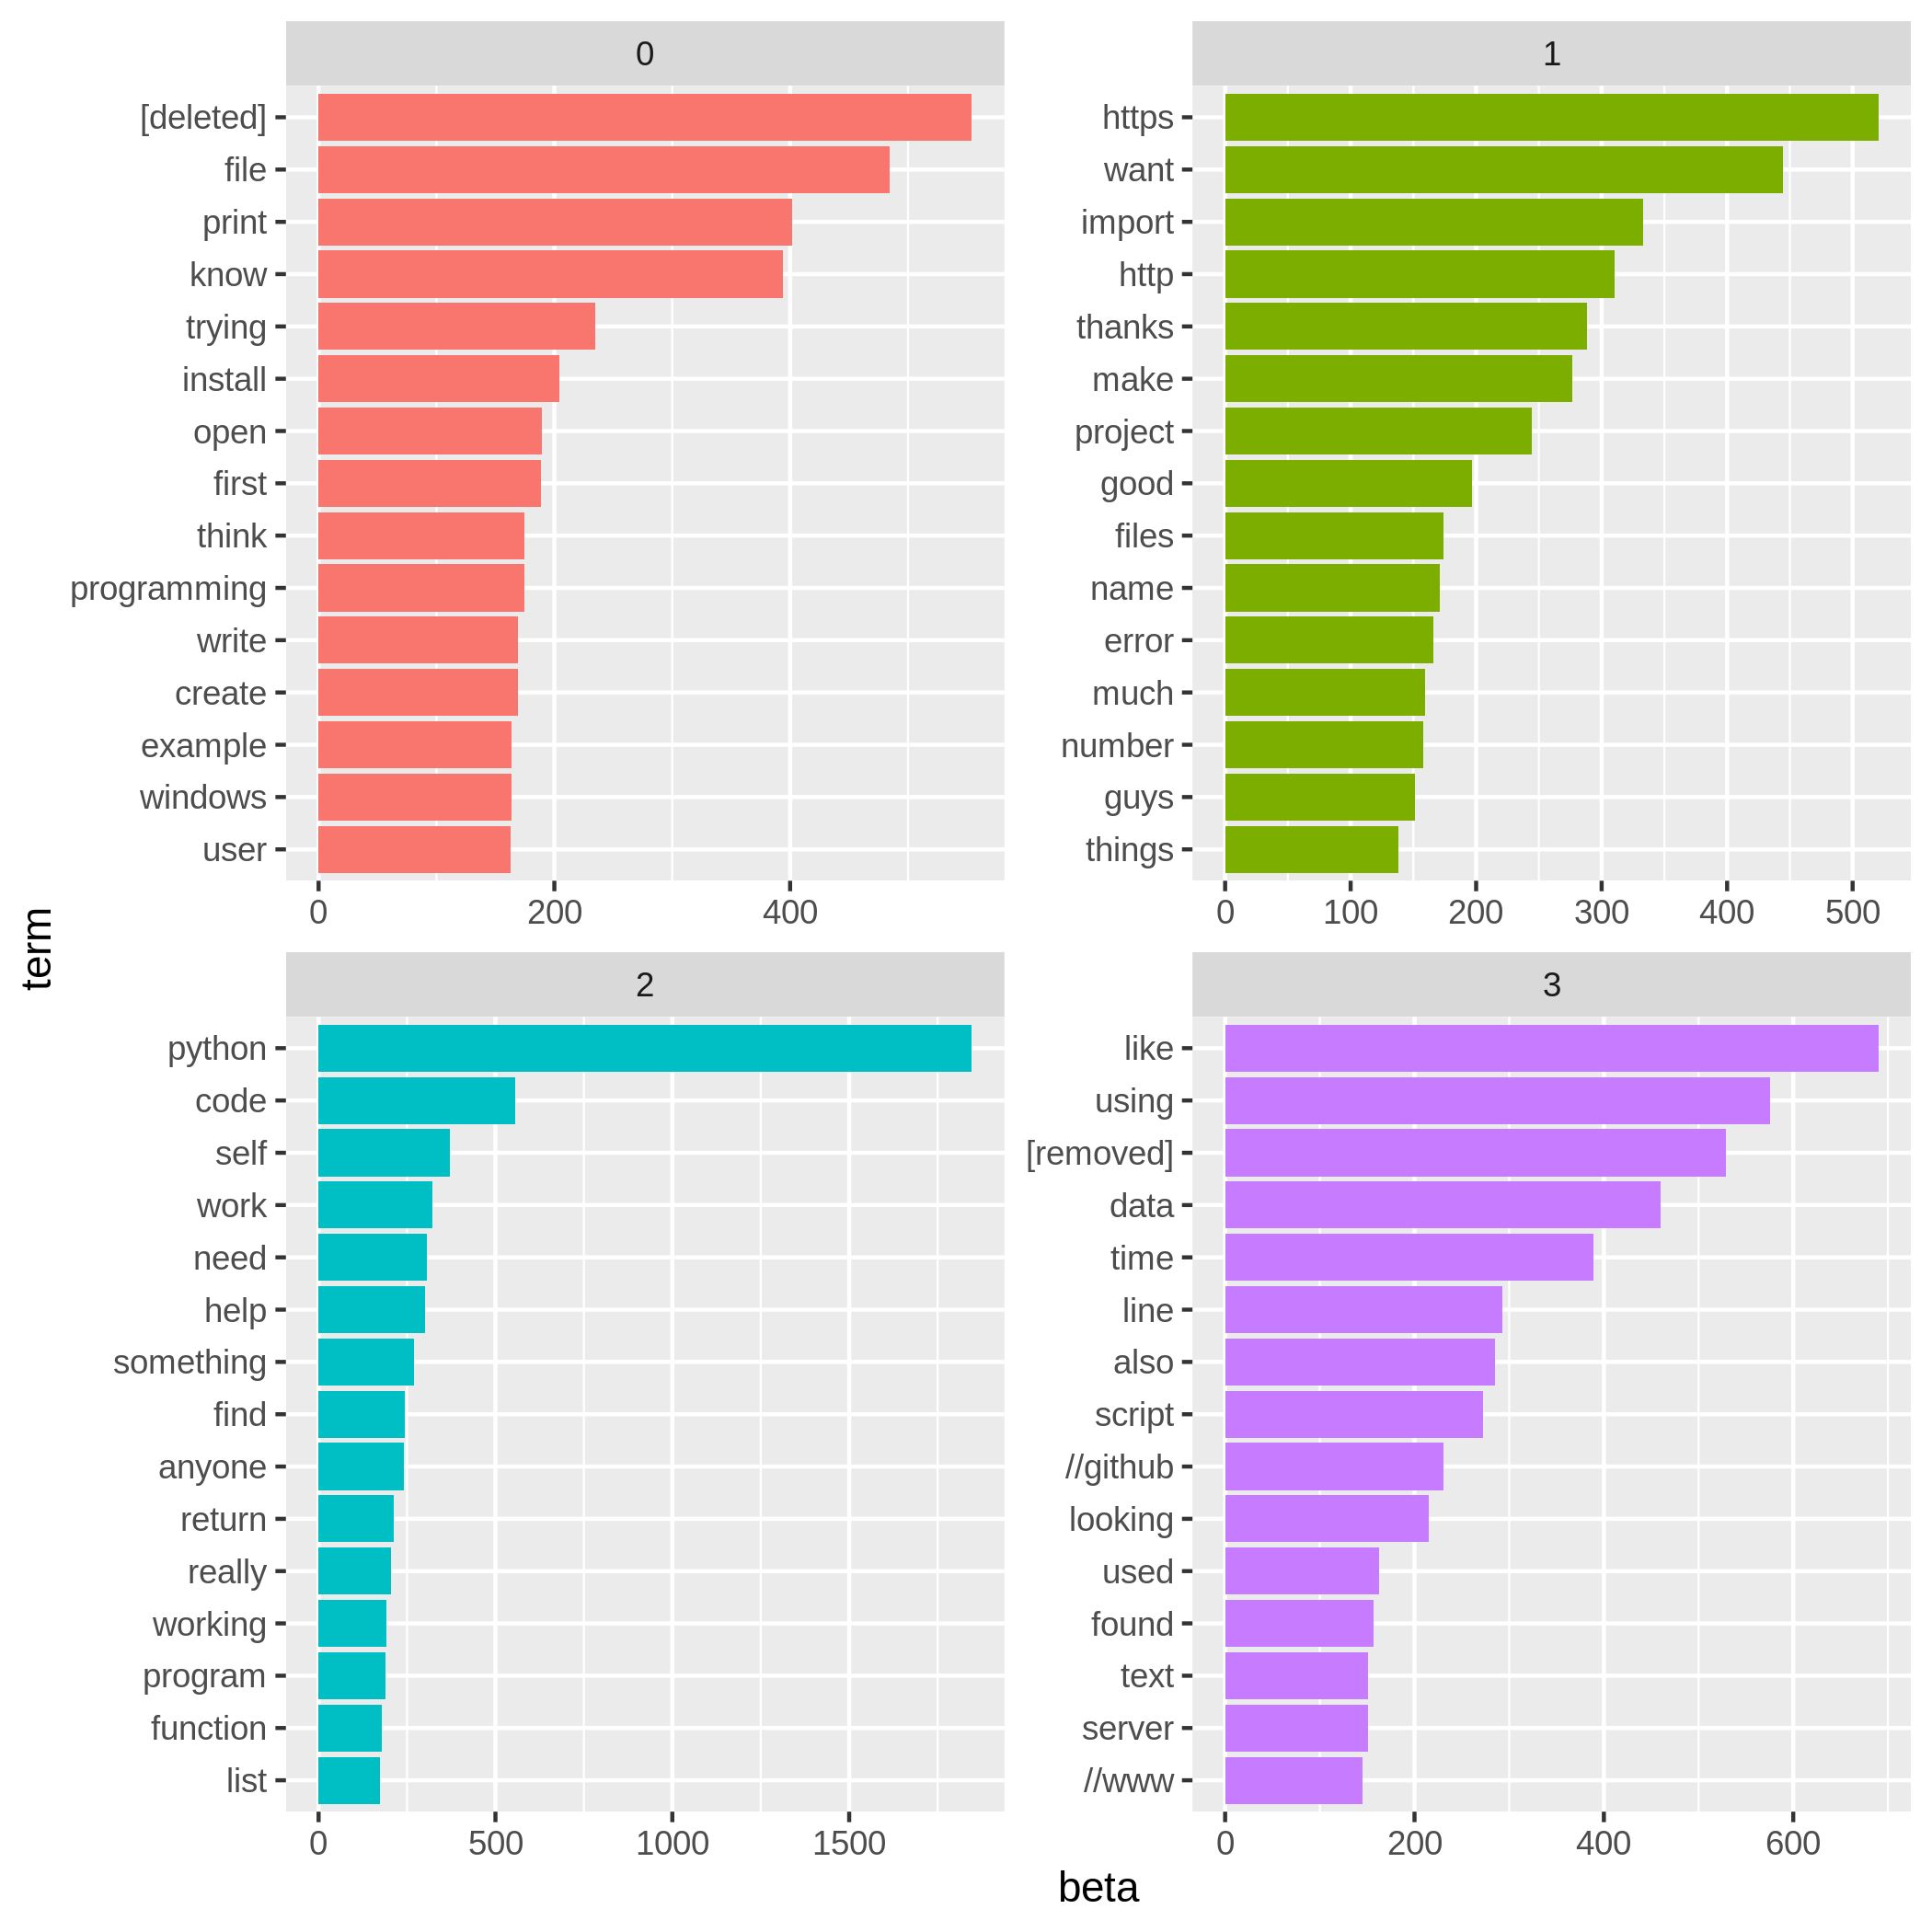 0
[deleted]
file
print
know
trying
install
open
first
think
programming
write
create
example
windows
user
0 200 400
1
https
want
import
http
thanks
make
project
good
files
name
error
much
number
guys
things
0 100 200 300 400 500
term
2
python
code
self
work
need
help
something
find
anyone
return
really
working
program
function
list
0 500 1000 1500
3
like
using
[removed]
data
time
line
also
script
//github
looking
used
found
text
server
//www
0 200 400 600
beta